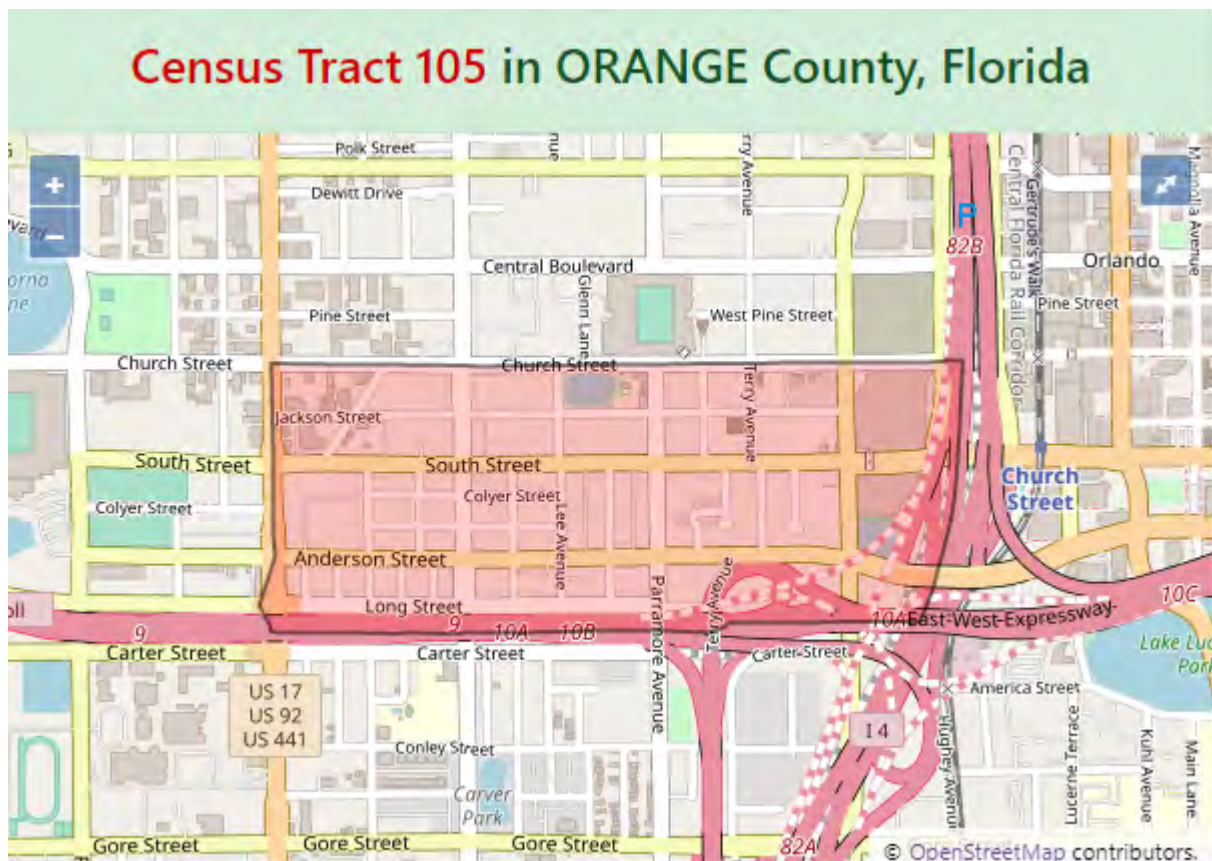 Census Tract 105 in ORANGE County, Florida
Polk Street
Dewitt Drive
Central Boulevard
Glenn Lane
Pine Street
West Pine Street
Pine Street
Orlando
Magnolia Avenue
Gertrude's Walk
Central Florida Rail Corridor
P
82B
+
–
Church Street
Church Street
Jackson Street
Terry Avenue
South Street
South Street
Church
Street
Colyer Street
Colyer Street
Lee Avenue
Anderson Street
Long Street
Parramore Avenue
Terry Avenue
9
9
10A
10B
10A
East-West-Expressway
10C
Carter Street
Carter Street
Carter Street
US 17
US 92
US 441
America Street
I 4
Hughey Avenue
Lucerne Terrace
Kuhl Avenue
Main Lane
Conley Street
Carver
Park
Gore Street
Gore Street
Gore Street
82A
© OpenStreetMap contributors.